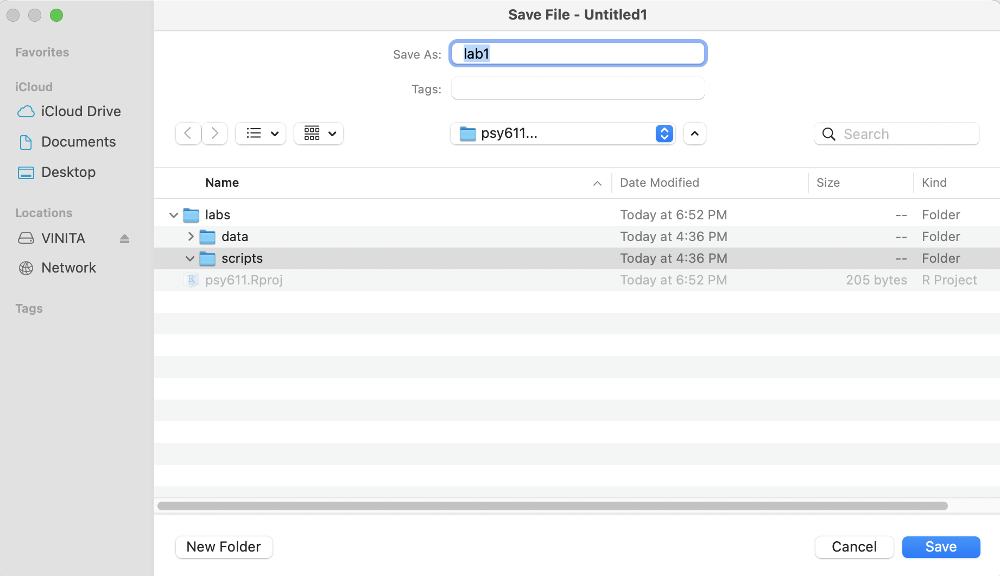 Save File - Untitled1
Favorites
iCloud
iCloud Drive
Documents
Desktop
Locations
VINITA
Network
Tags
Save As: lab1
Tags:
psy611...
Search
Name Date Modified Size Kind
labs Today at 6:52 PM -- Folder
data Today at 4:36 PM -- Folder
scripts Today at 4:36 PM -- Folder
R psy611.Rproj Today at 6:52 PM 205 bytes R Project
New Folder Cancel Save